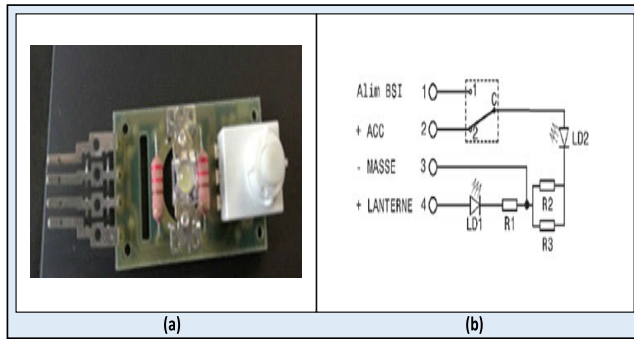 Alim BSI 1 1
C
+ ACC 2 2
LD2
- MASSE 3
R2
+ LANTERNE 4
LD1 R1
R3
(a) (b)